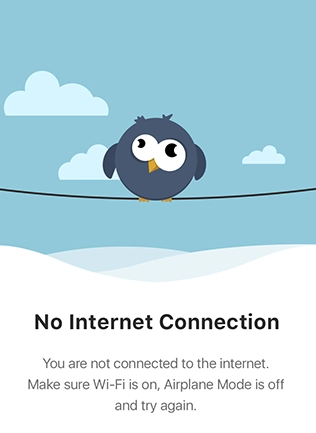 No Internet Connection
You are not connected to the internet.
Make sure Wi-Fi is on, Airplane Mode is off
and try again.